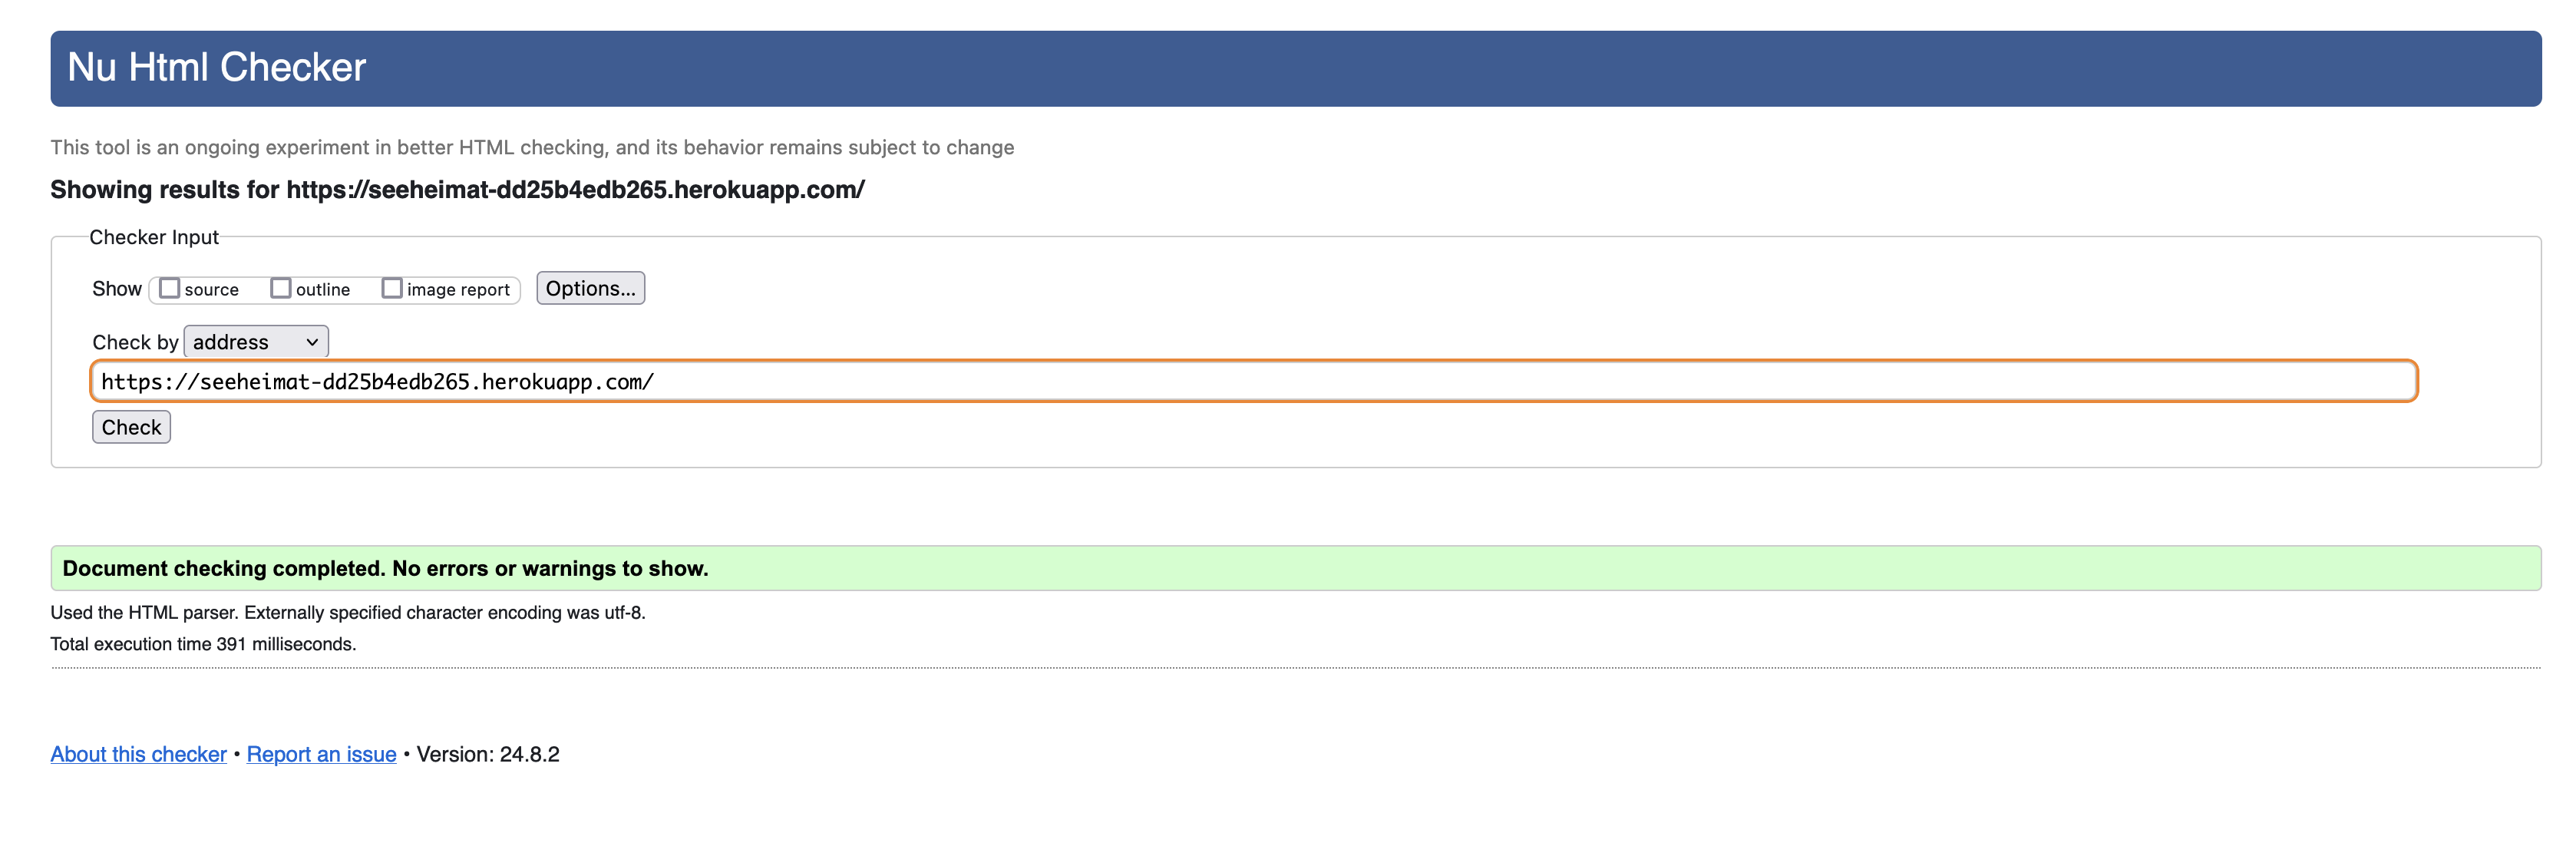 Nu Html Checker
This tool is an ongoing experiment in better HTML checking, and its behavior remains subject to change
Showing results for https://seeheimat-dd25b4edb265.herokuapp.com/
Checker Input
Show source outline image report Options...
Check by address
https://seeheimat-dd25b4edb265.herokuapp.com/
Check
Document checking completed. No errors or warnings to show.
Used the HTML parser. Externally specified character encoding was utf-8.
Total execution time 391 milliseconds.
About this checker • Report an issue • Version: 24.8.2